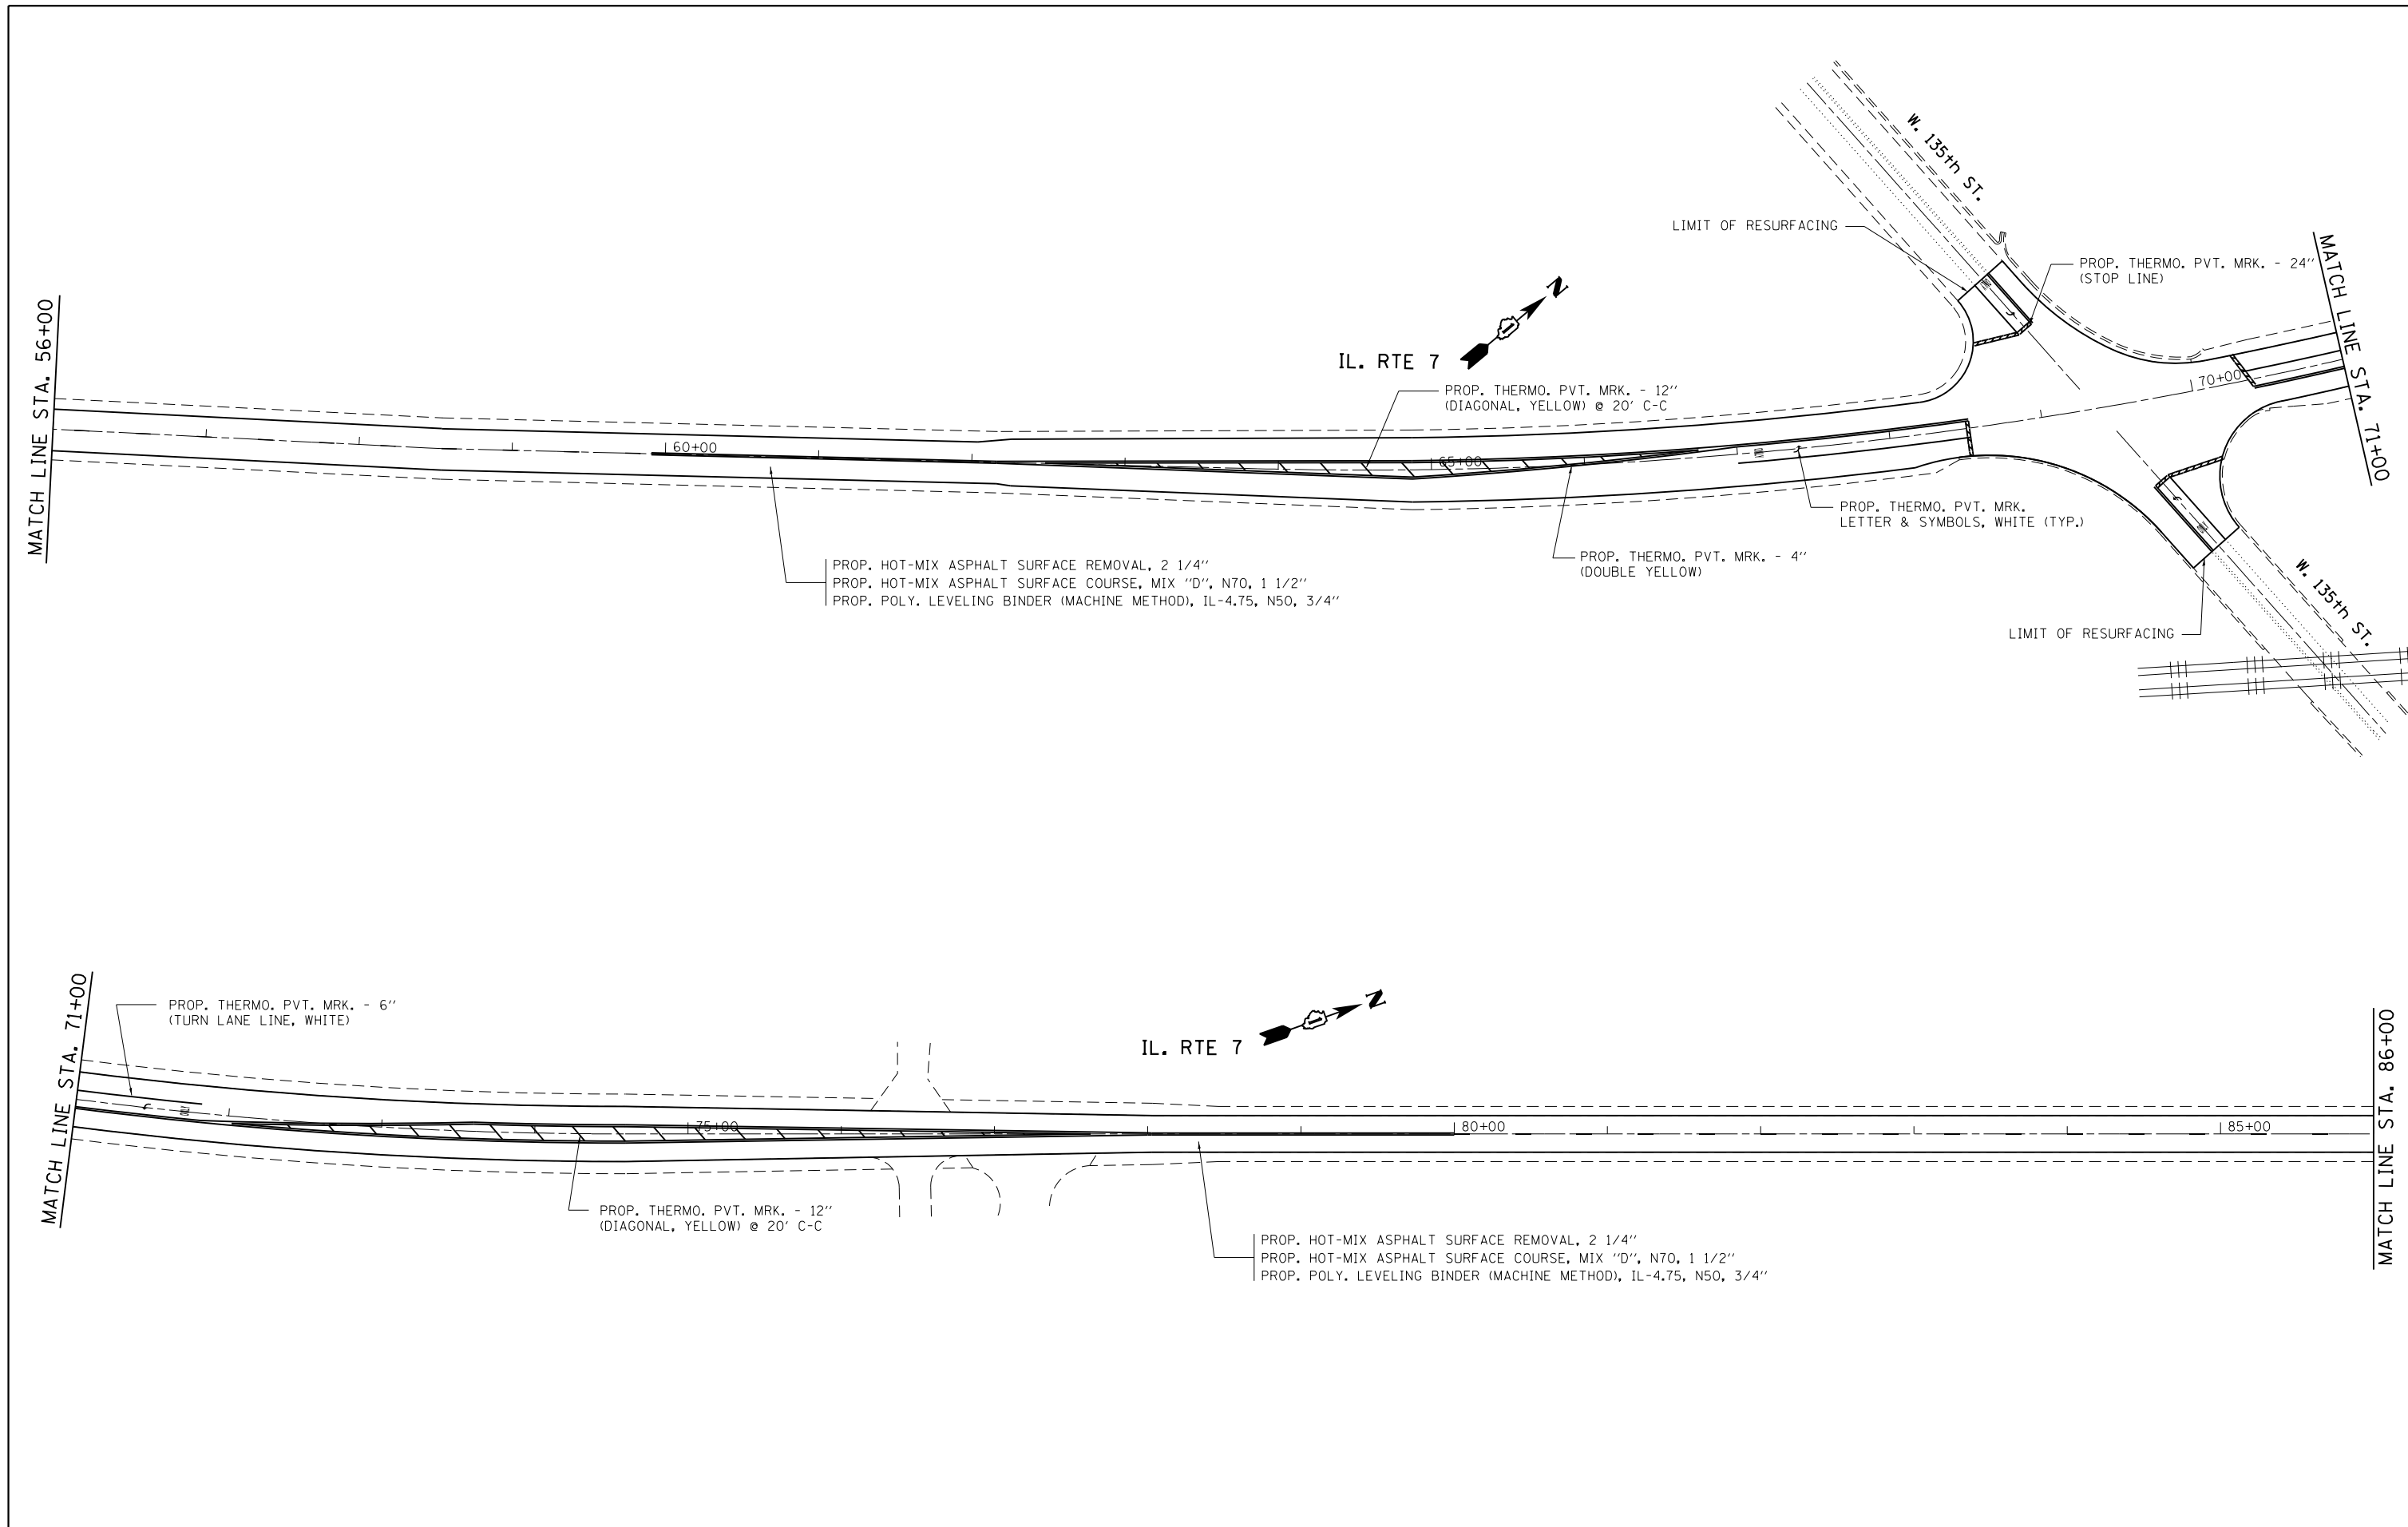 W. 135th ST.
LIMIT OF RESURFACING
PROP. THERMO. PVT. MRK. - 24"
(STOP LINE)
MATCH LINE STA. 56+00
MATCH LINE STA. 71+00
N
IL. RTE 7
PROP. THERMO. PVT. MRK. - 12"
(DIAGONAL, YELLOW) @ 20' C-C
70+00
60+00
65+00
PROP. THERMO. PVT. MRK.
LETTER & SYMBOLS, WHITE (TYP.)
PROP. THERMO. PVT. MRK. - 4"
(DOUBLE YELLOW)
PROP. HOT-MIX ASPHALT SURFACE REMOVAL, 2 1/4"
PROP. HOT-MIX ASPHALT SURFACE COURSE, MIX "D", N70, 1 1/2"
PROP. POLY. LEVELING BINDER (MACHINE METHOD), IL-4.75, N50, 3/4"
W. 135th ST.
LIMIT OF RESURFACING
MATCH LINE STA. 71+00
PROP. THERMO. PVT. MRK. - 6"
(TURN LANE LINE, WHITE)
N
IL. RTE 7
MATCH LINE STA. 86+00
75+00
80+00
85+00
PROP. THERMO. PVT. MRK. - 12"
(DIAGONAL, YELLOW) @ 20' C-C
PROP. HOT-MIX ASPHALT SURFACE REMOVAL, 2 1/4"
PROP. HOT-MIX ASPHALT SURFACE COURSE, MIX "D", N70, 1 1/2"
PROP. POLY. LEVELING BINDER (MACHINE METHOD), IL-4.75, N50, 3/4"